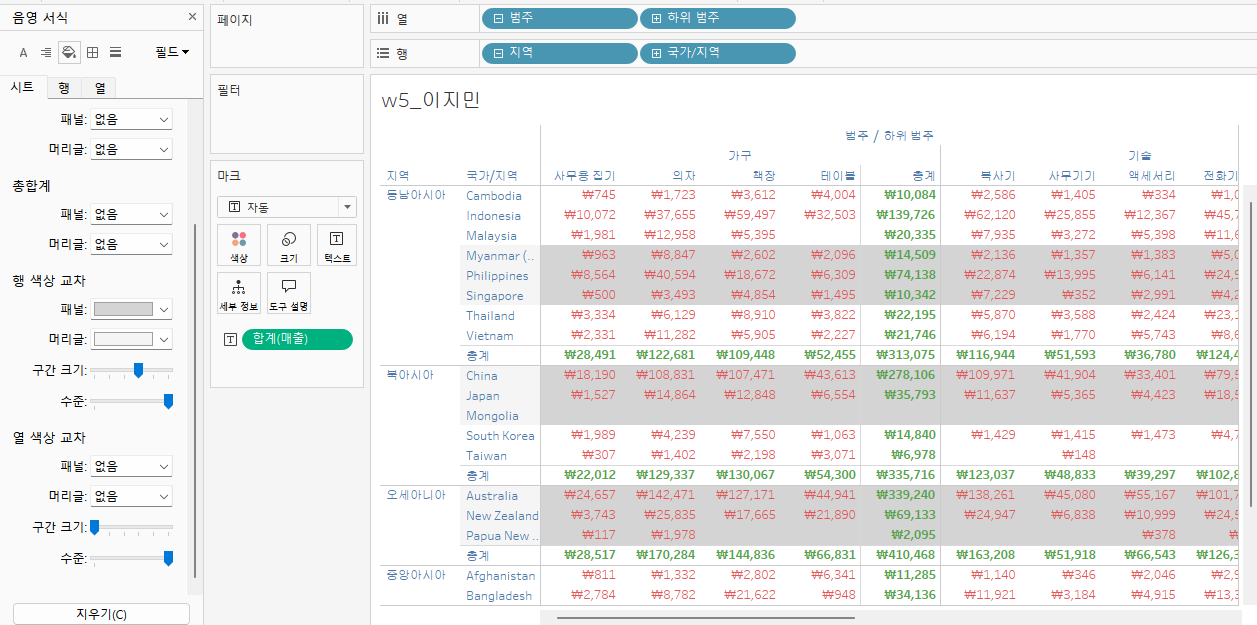 음영 서식
필드
시트 행 열
패널: 없음
머리글: 없음
총합계
패널: 없음
머리글: 없음
행 색상 교차
패널:
머리글:
구간 크기:
수준:
열 색상 교차
패널: 없음
머리글: 없음
구간 크기:
수준:
지우기(C)
페이지
필터
마크
자동
색상 크기 텍스트
세부 정보 도구 설명
합계(매출)
열 범주 하위 범주
행 지역 국가/지역
w5_이지민
범주 / 하위 범주
가구 기술
지역 국가/지역 사무용 집기 의자 책장 테이블 총계 복사기 사무기기 액세서리 전화기
동남아시아 Cambodia ₩745 ₩1,723 ₩3,612 ₩4,004 ₩10,084 ₩2,586 ₩1,405 ₩334 ₩1,0
Indonesia ₩10,072 ₩37,655 ₩59,497 ₩32,503 ₩139,726 ₩62,120 ₩25,855 ₩12,367 ₩45,7
Malaysia ₩1,981 ₩12,958 ₩5,395 ₩20,335 ₩7,935 ₩3,272 ₩5,398 ₩11,6
Myanmar (.. ₩963 ₩8,847 ₩2,602 ₩2,096 ₩14,509 ₩2,136 ₩1,357 ₩1,383 ₩5,0
Philippines ₩8,564 ₩40,594 ₩18,672 ₩6,309 ₩74,138 ₩22,874 ₩13,995 ₩6,141 ₩24,9
Singapore ₩500 ₩3,493 ₩4,854 ₩1,495 ₩10,342 ₩7,229 ₩352 ₩2,991 ₩4,2
Thailand ₩3,334 ₩6,129 ₩8,910 ₩3,822 ₩22,195 ₩5,870 ₩3,588 ₩2,424 ₩23,1
Vietnam ₩2,331 ₩11,282 ₩5,905 ₩2,227 ₩21,746 ₩6,194 ₩1,770 ₩5,743 ₩8,6
총계 ₩28,491 ₩122,681 ₩109,448 ₩52,455 ₩313,075 ₩116,944 ₩51,593 ₩36,780 ₩124,4
북아시아 China ₩18,190 ₩108,831 ₩107,471 ₩43,613 ₩278,106 ₩109,971 ₩41,904 ₩33,401 ₩79,5
Japan ₩1,527 ₩14,864 ₩12,848 ₩6,554 ₩35,793 ₩11,637 ₩5,365 ₩4,423 ₩18,5
Mongolia
South Korea ₩1,989 ₩4,239 ₩7,550 ₩1,063 ₩14,840 ₩1,429 ₩1,415 ₩1,473 ₩4,7
Taiwan ₩307 ₩1,402 ₩2,198 ₩3,071 ₩6,978 ₩148
총계 ₩22,012 ₩129,337 ₩130,067 ₩54,300 ₩335,716 ₩123,037 ₩48,833 ₩39,297 ₩102,8
오세아니아 Australia ₩24,657 ₩142,471 ₩127,171 ₩44,941 ₩339,240 ₩138,261 ₩45,080 ₩55,167 ₩101,7
New Zealand ₩3,743 ₩25,835 ₩17,665 ₩21,890 ₩69,133 ₩24,947 ₩6,838 ₩10,999 ₩24,5
Papua New .. ₩117 ₩1,978 ₩2,095 ₩378 ₩
총계 ₩28,517 ₩170,284 ₩144,836 ₩66,831 ₩410,468 ₩163,208 ₩51,918 ₩66,543 ₩126,3
중앙아시아 Afghanistan ₩811 ₩1,332 ₩2,802 ₩6,341 ₩11,285 ₩1,140 ₩346 ₩2,046 ₩2,9
Bangladesh ₩2,784 ₩8,782 ₩21,622 ₩948 ₩34,136 ₩11,921 ₩3,184 ₩4,915 ₩13,3